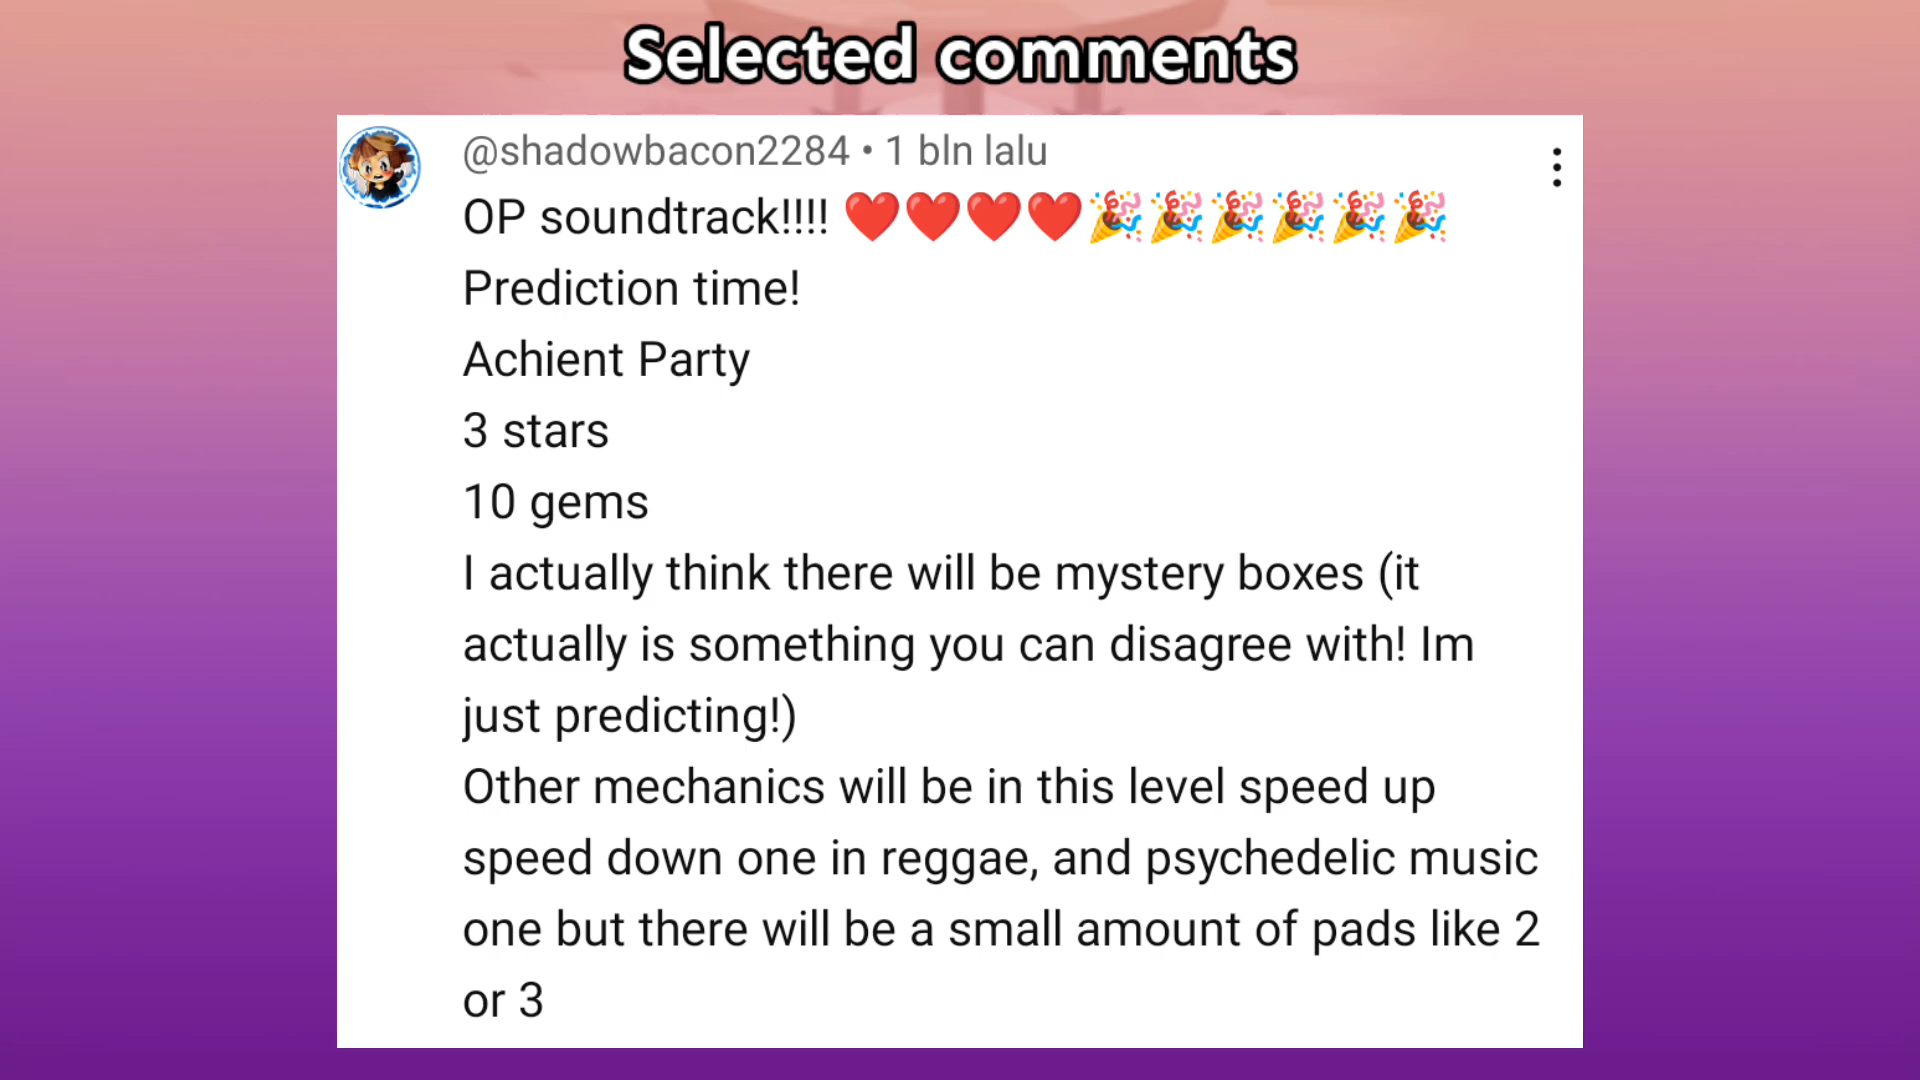 Selected comments
@shadowbacon2284 • 1 bln lalu
OP soundtrack!!!! ❤️❤️❤️❤️🎉🎉🎉🎉🎉🎉
Prediction time!
Achient Party
3 stars
10 gems
I actually think there will be mystery boxes (it
actually is something you can disagree with! Im
just predicting!)
Other mechanics will be in this level speed up
speed down one in reggae, and psychedelic music
one but there will be a small amount of pads like 2
or 3